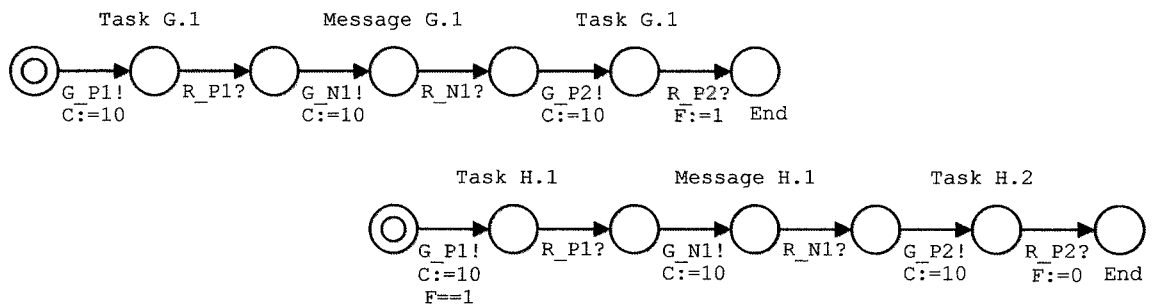 Task G.1 Message G.1 Task G.1
G_P1! R_P1? G_N1! R_N1? G_P2! R_P2?
C:=10 C:=10 C:=10 F:=1 End
Task H.1 Message H.1 Task H.2
G_P1! R_P1? G_N1! R_N1? G_P2! R_P2?
C:=10 C:=10 C:=10 F:=0 End
F==1